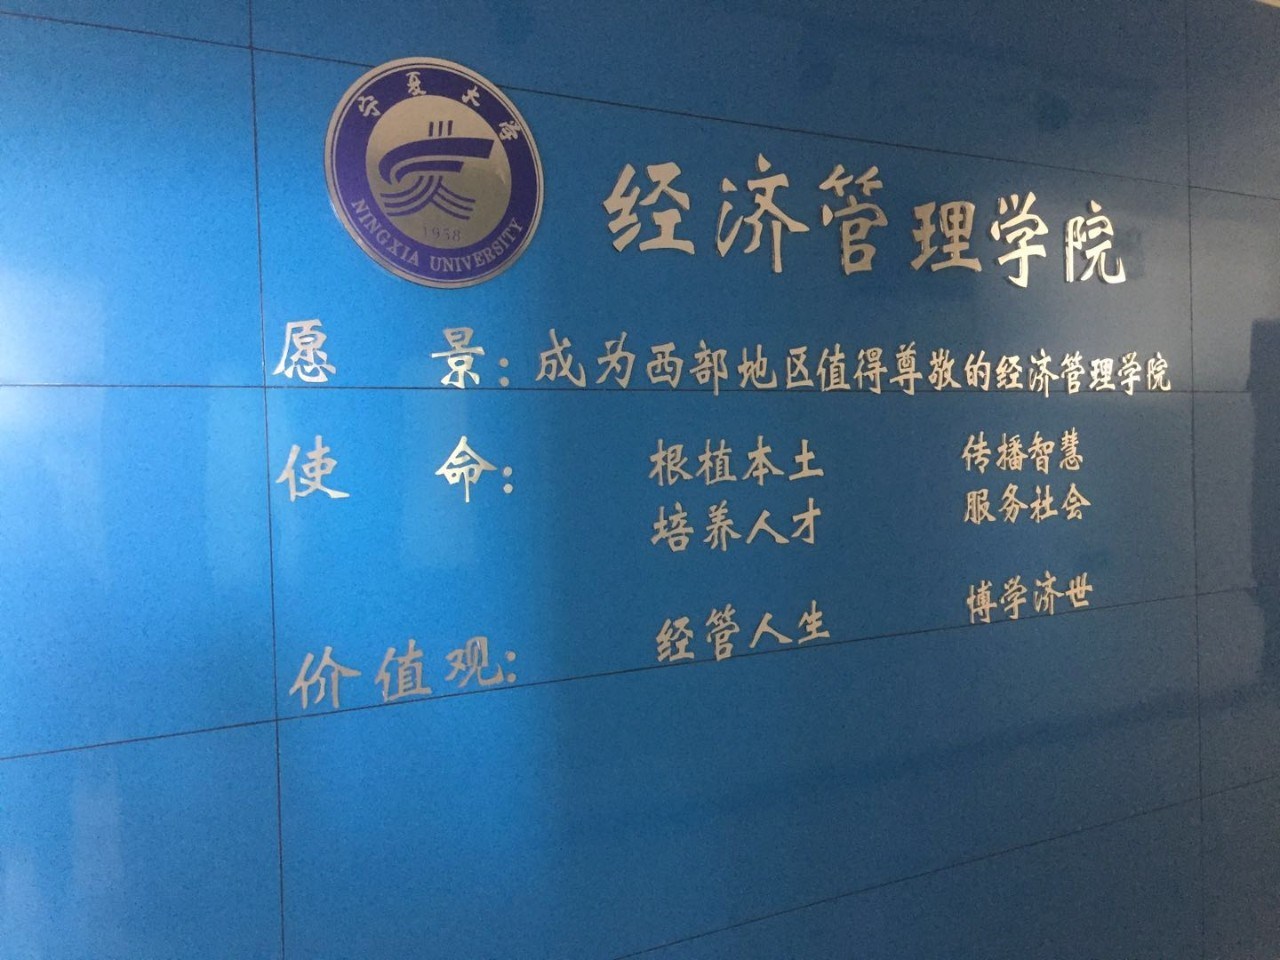 宁夏大学
1958
NINGXIA UNIVERSITY
经济管理学院
愿 景：成为西部地区值得尊敬的经济管理学院
使 命： 根植本土 传播智慧
培养人才 服务社会
价值观： 经管人生 博学济世